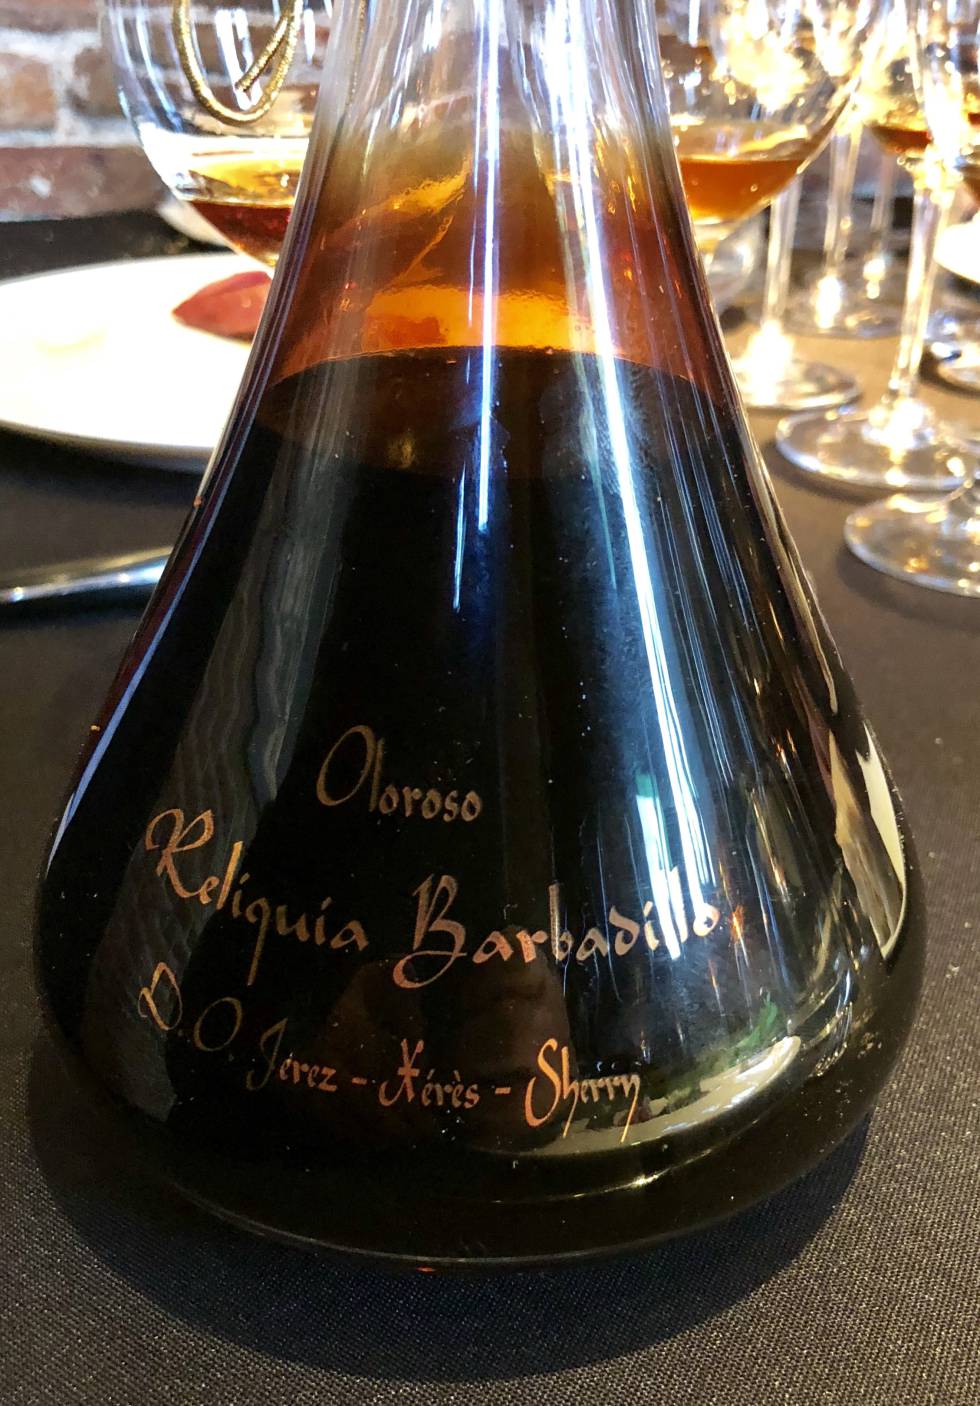 Oloroso
Reliquia Barbadillo
D.O. Jerez - Xérès - Sherry